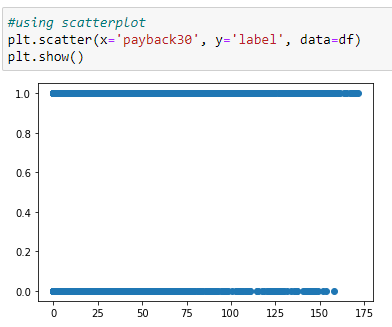 #using scatterplot
plt.scatter(x='payback30', y='label', data=df)
plt.show()
1.0
0.8
0.6
0.4
0.2
0.0
0 25 50 75 100 125 150 175